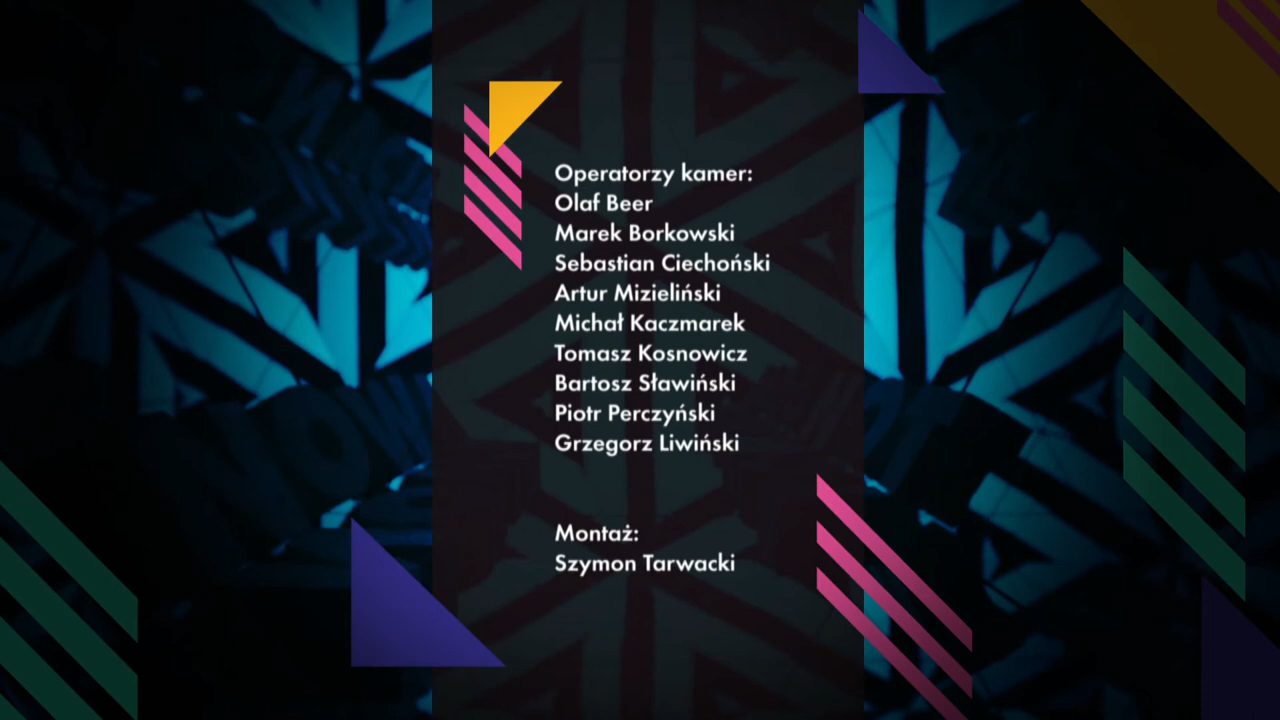 Operatorzy kamer:
Olaf Beer
Marek Borkowski
Sebastian Ciechoński
Artur Mizieliński
Michał Kaczmarek
Tomasz Kosnowicz
Bartosz Sławiński
Piotr Perczyński
Grzegorz Liwiński
Montaż:
Szymon Tarwacki